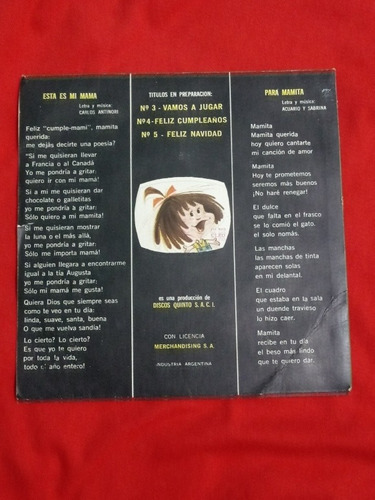 ESTA ES MI MAMA
Letra y música:
CARLOS ANTINORI
Feliz "cumple-mami", mamita
querida:
me dejás decirte una poesía?
"Si me quisieran llevar
a Francia o al Canadá
Yo me pondría a gritar:
quiero ir con mi mamá!
Si a mí me quisieran dar
chocolate o galletitas
yo me pondría a gritar:
Sólo quiero a mi mamita!
Si me quisieran mostrar
la luna o el más allá,
yo me pondría a gritar:
Sólo me importa mamá!
Si alguien llegara a encontrarme
igual a la tía Augusta
yo me pondría a gritar;
Sólo mi mamá me gusta!
Quiera Dios que siempre seas
como te veo en tu día:
linda, suave, santa, buena
O que me vuelva sandía!
Lo cierto? Lo cierto?
Es que yo te quiero
por toda la vida,
todo el año entero!
TITULOS EN PREPARACION:
Nº 3 - VAMOS A JUGAR
Nº 4 - FELIZ CUMPLEAÑOS
Nº 5 - FELIZ NAVIDAD
es una producción de
DISCOS QUINTO S.A.C.I.
CON LICENCIA
MERCHANDISING S.A.
INDUSTRIA ARGENTINA
PARA MAMITA
Letra y música:
ACUARIO Y SABRINA
Mamita
Mamita querida
hoy quiero cantarte
mi canción de amor
Mamita
Hoy te prometemos
seremos más buenos
¡No haré renegar!
El dulce
que falta en el frasco
se lo comió el gato.
el solo nomás.
Las manchas
las manchas de tinta
aparecen solas
en mi delantal.
El cuadro
que estaba en la sala
un duende travieso
lo hizo caer.
Mamita
recibe en tu día
el beso más lindo
que te quiero dar.